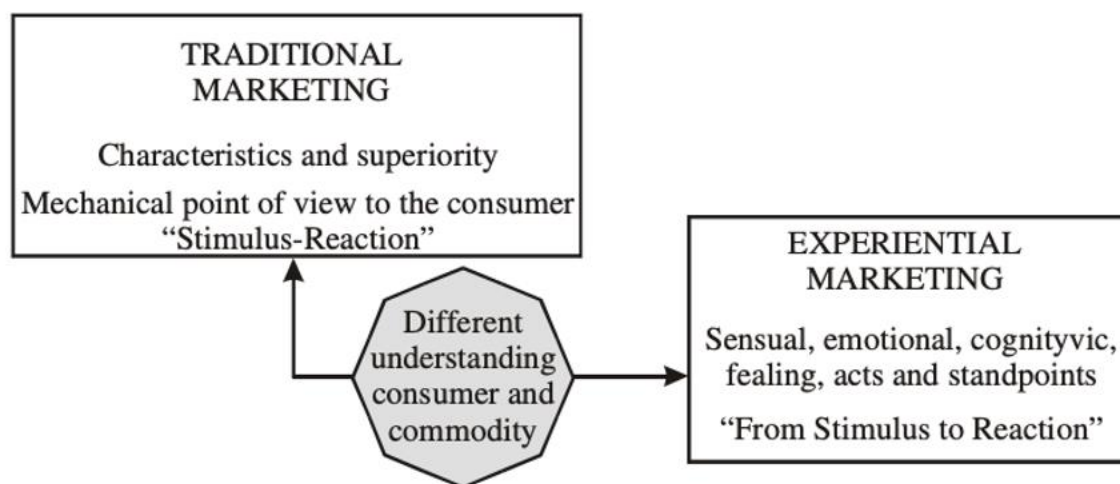 TRADITIONAL
MARKETING
Characteristics and superiority
Mechanical point of view to the consumer
“Stimulus-Reaction”
Different
understanding
consumer and
commodity
EXPERIENTIAL
MARKETING
Sensual, emotional, cognityvic,
fealing, acts and standpoints
“From Stimulus to Reaction”